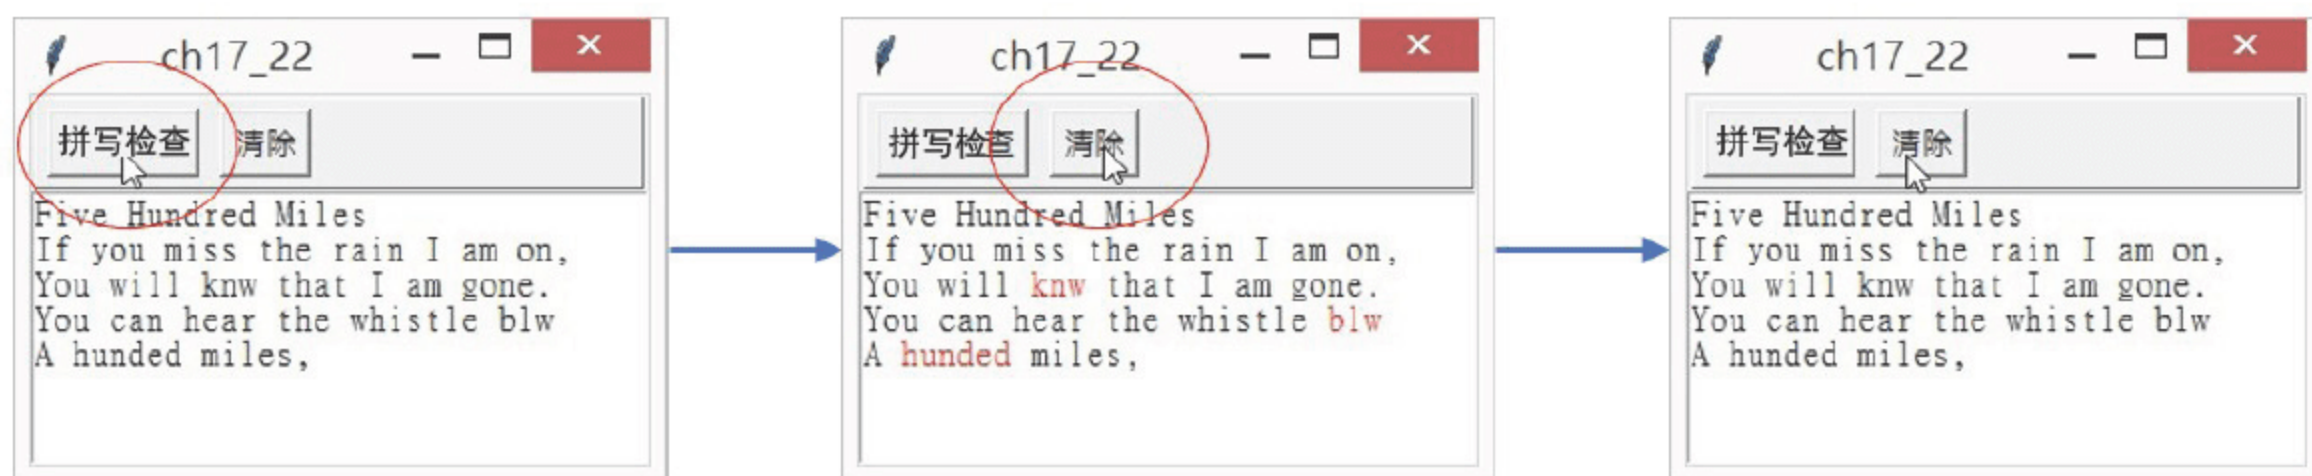 ch17_22
拼写检查 清除
Five Hundred Miles
If you miss the rain I am on,
You will knw that I am gone.
You can hear the whistle blw
A hunded miles,
ch17_22
拼写检查 清除
Five Hundred Miles
If you miss the rain I am on,
You will knw that I am gone.
You can hear the whistle blw
A hunded miles,
ch17_22
拼写检查 清除
Five Hundred Miles
If you miss the rain I am on,
You will knw that I am gone.
You can hear the whistle blw
A hunded miles,